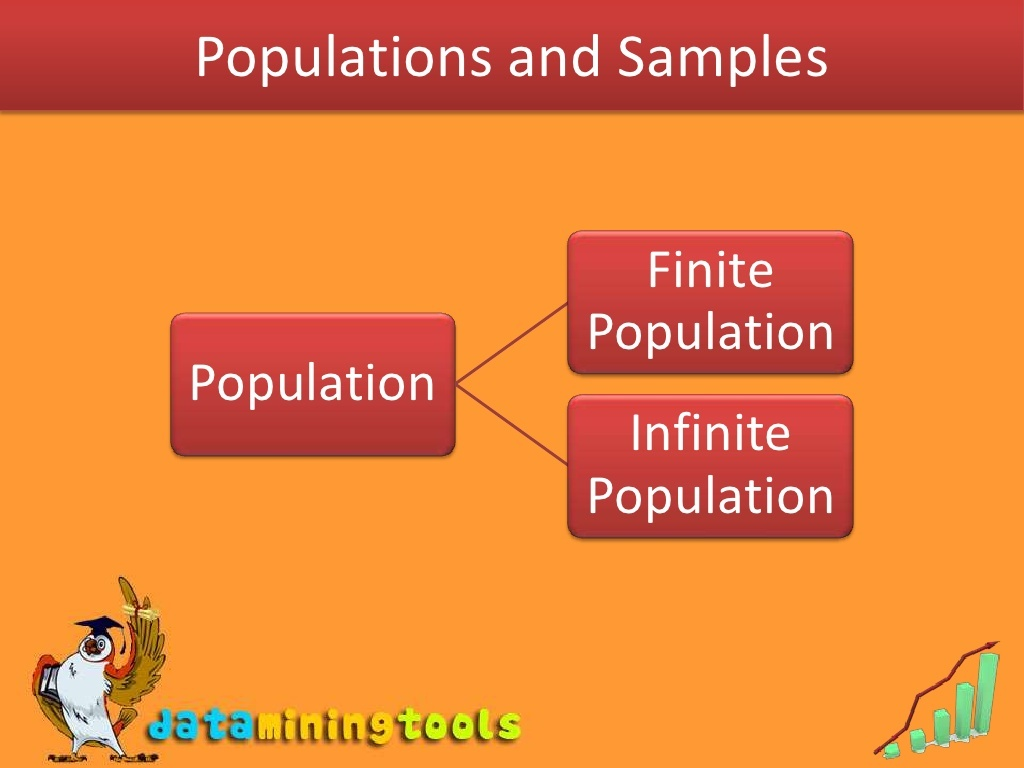 Populations and Samples
Finite
Population
Population
Infinite
Population
dataminingtools